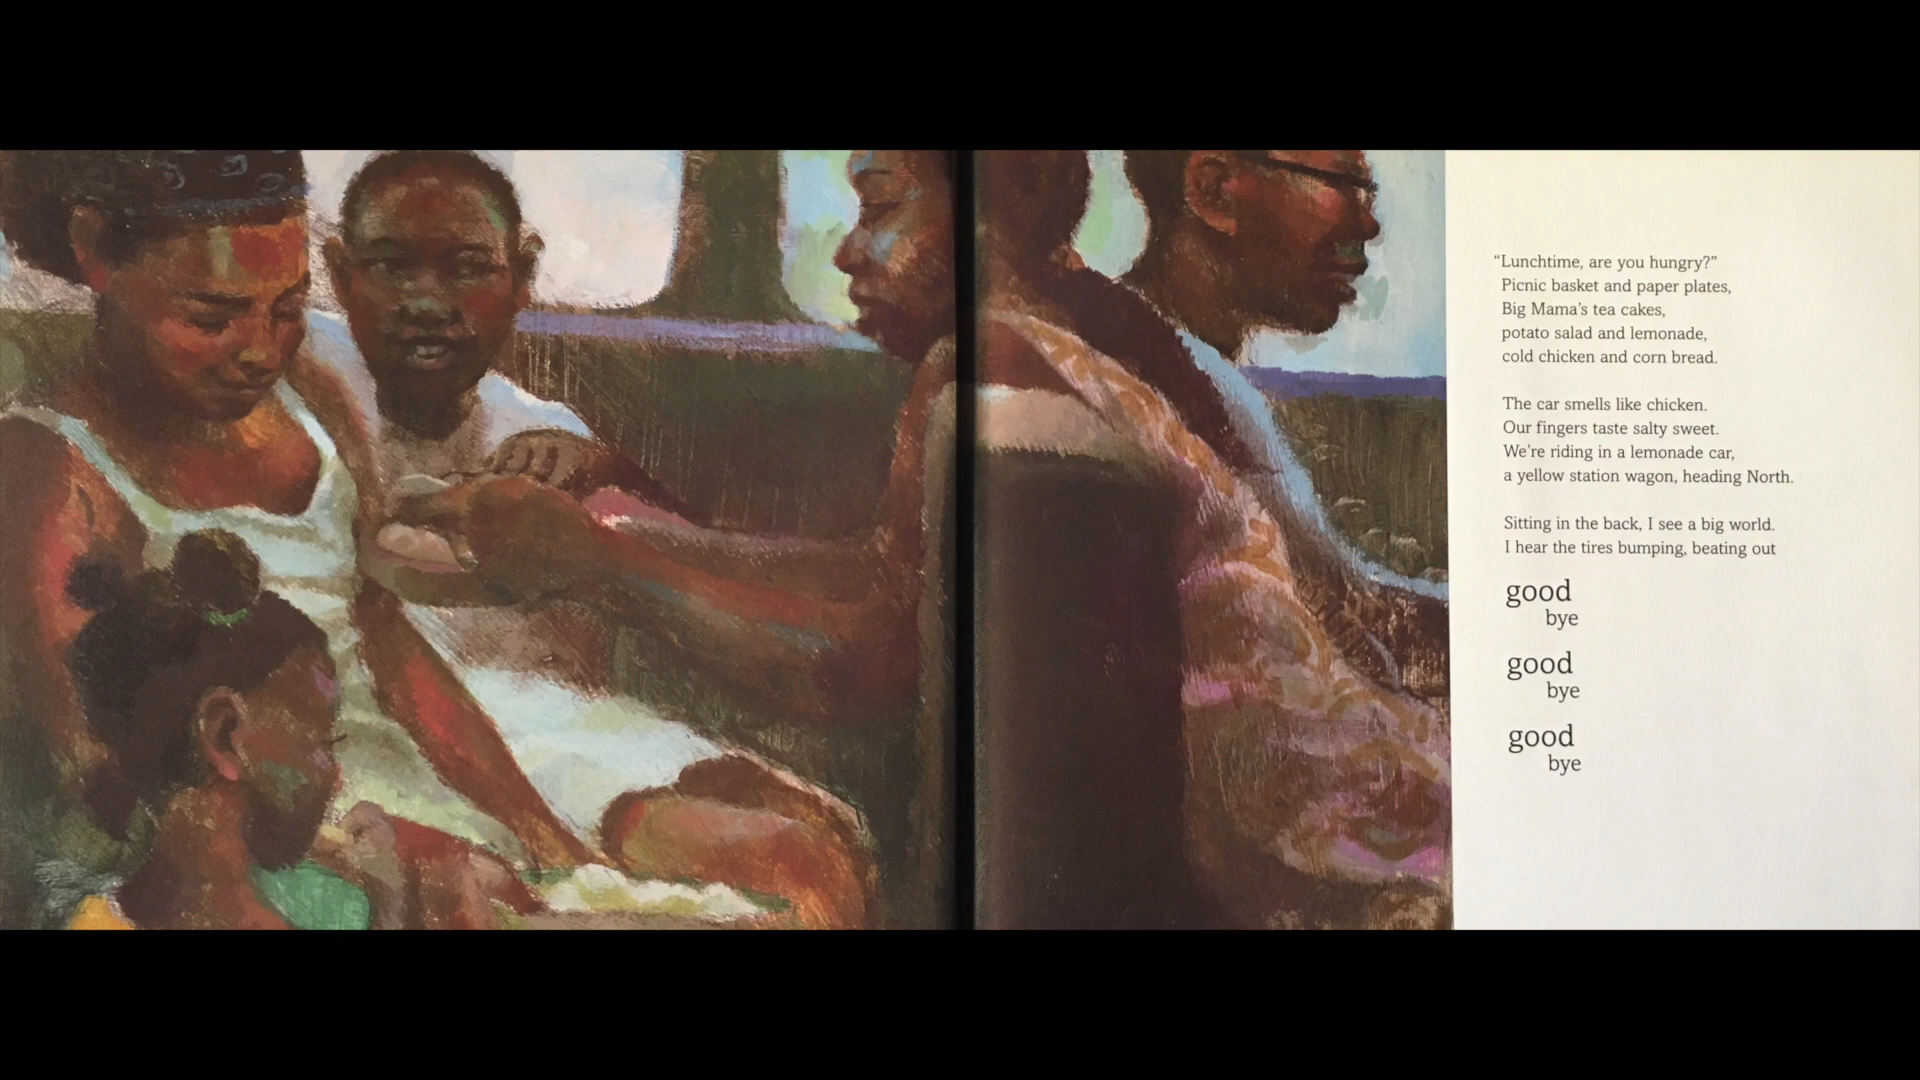 “Lunchtime, are you hungry?”
Picnic basket and paper plates,
Big Mama’s tea cakes,
potato salad and lemonade,
cold chicken and corn bread.
The car smells like chicken.
Our fingers taste salty sweet.
We’re riding in a lemonade car,
a yellow station wagon, heading North.
Sitting in the back, I see a big world.
I hear the tires bumping, beating out
good
bye
good
bye
good
bye